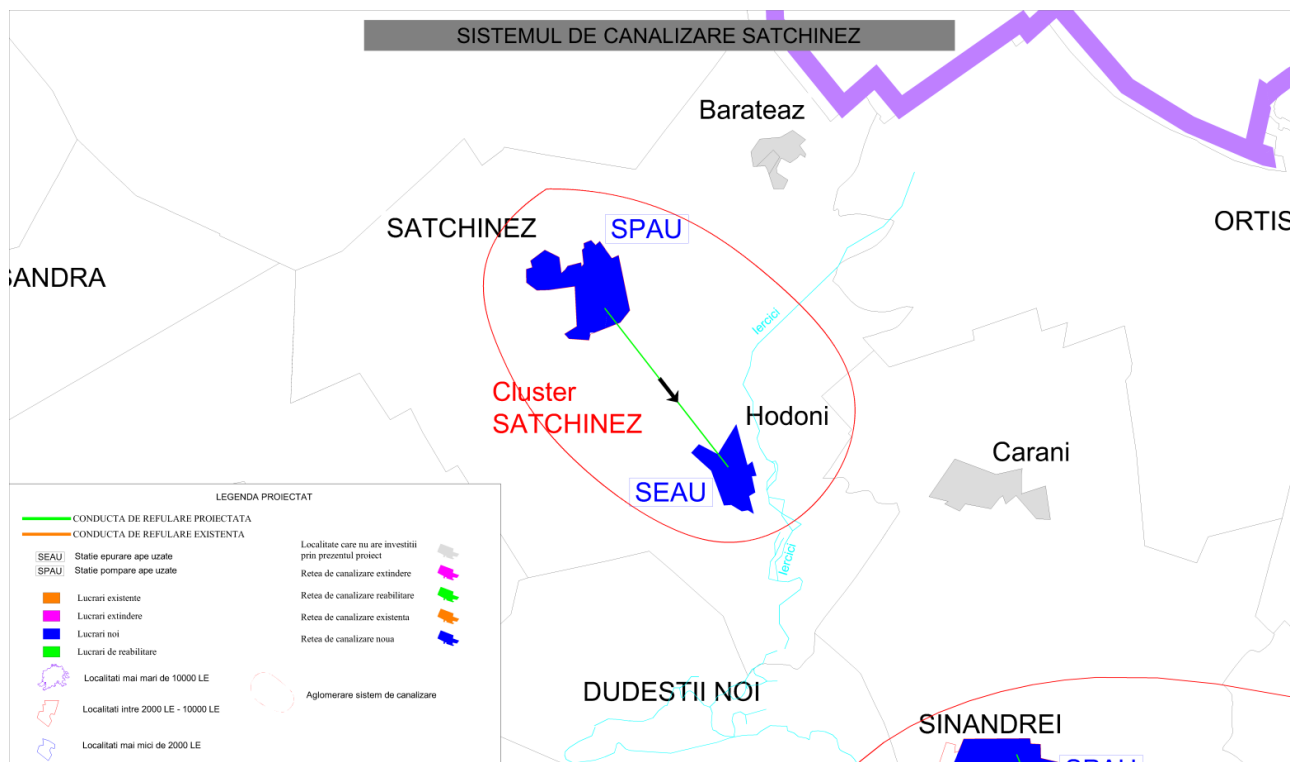 SISTEMUL DE CANALIZARE SATCHINEZ
Barateaz
SATCHINEZ
SPAU
ORTIS
SANDRA
Iercici
Cluster
SATCHINEZ
Hodoni
Carani
SEAU
Iercici
LEGENDA PROIECTAT
CONDUCTA DE REFULARE PROIECTATA
CONDUCTA DE REFULARE EXISTENTA
SEAU Statie epurare ape uzate
SPAU Statie pompare ape uzate
Lucrari existente
Lucrari extindere
Lucrari noi
Lucrari de reabilitare
Localitati mai mari de 10000 LE
Localitati intre 2000 LE - 10000 LE
Localitati mai mici de 2000 LE
Localitate care nu are investitii
prin prezentul proiect
Retea de canalizare extindere
Retea de canalizare reabilitare
Retea de canalizare existenta
Retea de canalizare noua
Aglomerare sistem de canalizare
DUDESTII NOI
SINANDREI
SPAU